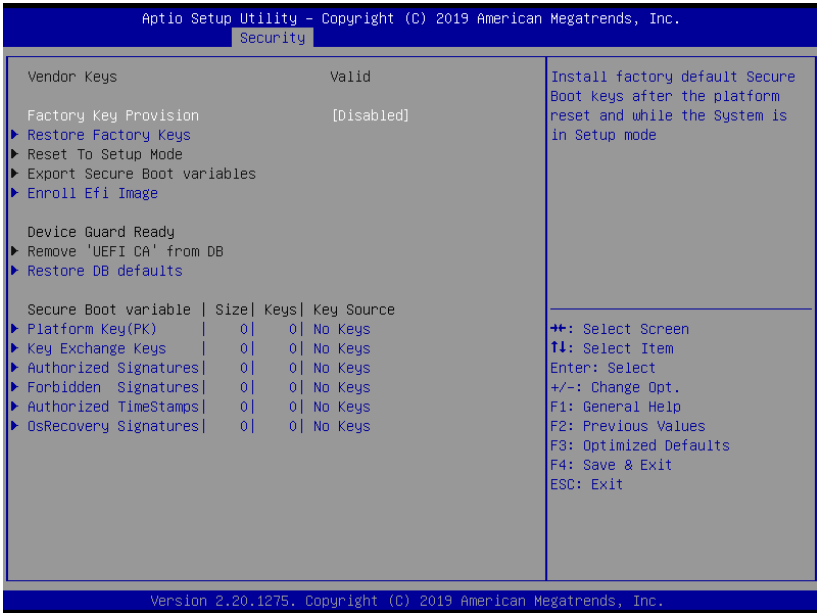 Aptio Setup Utility – Copyright (C) 2019 American Megatrends, Inc.
Security
Vendor Keys Valid
Factory Key Provision [Disabled]
Restore Factory Keys
Reset To Setup Mode
Export Secure Boot variables
Enroll Efi Image
Device Guard Ready
Remove 'UEFI CA' from DB
Restore DB defaults
Secure Boot variable | Size| Keys| Key Source
Platform Key(PK) | 0| 0| No Keys
Key Exchange Keys | 0| 0| No Keys
Authorized Signatures| 0| 0| No Keys
Forbidden Signatures| 0| 0| No Keys
Authorized TimeStamps| 0| 0| No Keys
OsRecovery Signatures| 0| 0| No Keys
Install factory default Secure
Boot keys after the platform
reset and while the System is
in Setup mode
→←: Select Screen
↑↓: Select Item
Enter: Select
+/-: Change Opt.
F1: General Help
F2: Previous Values
F3: Optimized Defaults
F4: Save & Exit
ESC: Exit
Version 2.20.1275. Copyright (C) 2019 American Megatrends, Inc.